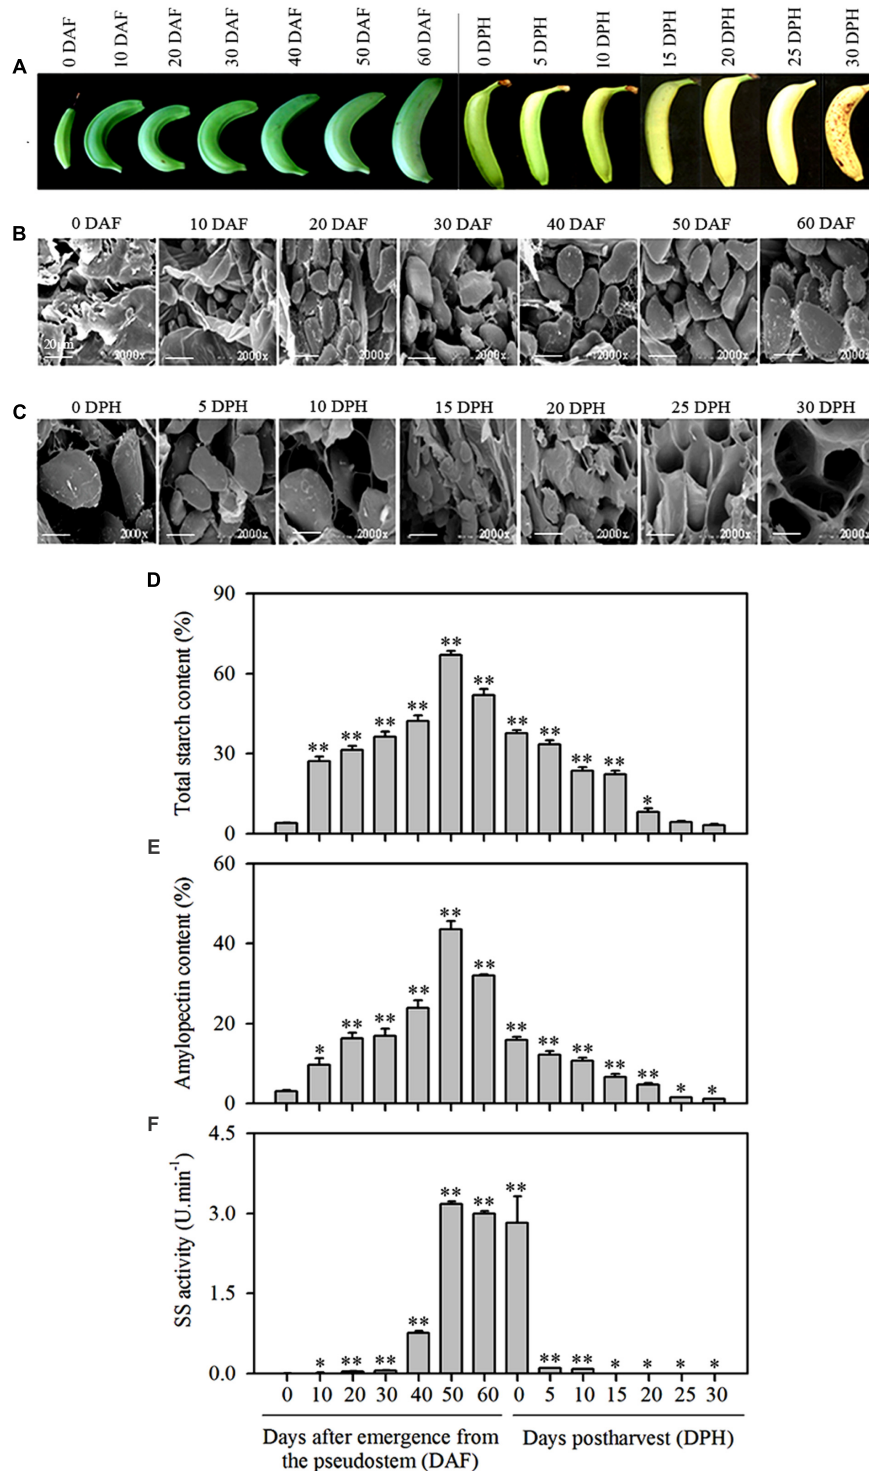 0 DAF 10 DAF 20 DAF 30 DAF 40 DAF 50 DAF 60 DAF 0 DPH 5 DPH 10 DPH 15 DPH 20 DPH 25 DPH 30 DPH
A
0 DAF 10 DAF 20 DAF 30 DAF 40 DAF 50 DAF 60 DAF
B
20 μm 2000x 2000x 2000x 2000x 2000x 2000x 2000x
0 DPH 5 DPH 10 DPH 15 DPH 20 DPH 25 DPH 30 DPH
C
2000x 2000x 2000x 2000x 2000x 2000x 2000x
D
Total starch content (%)
90
60
30
0
** ** ** ** ** ** ** ** ** ** *
E
Amylopectin content (%)
60
40
20
0
* ** ** ** ** ** ** ** ** ** ** * *
F
SS activity (U.min-1)
4.5
3.0
1.5
0.0
* ** ** ** ** ** ** ** ** * * * *
0 10 20 30 40 50 60 0 5 10 15 20 25 30
Days after emergence from
the pseudostem (DAF)
Days postharvest (DPH)